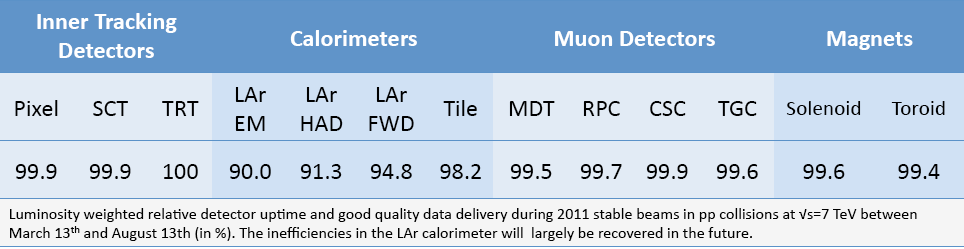 Inner Tracking Detectors Calorimeters Muon Detectors Magnets
Pixel SCT TRT LAr EM LAr HAD LAr FWD Tile MDT RPC CSC TGC Solenoid Toroid
99.9 99.9 100 90.0 91.3 94.8 98.2 99.5 99.7 99.9 99.6 99.6 99.4
Luminosity weighted relative detector uptime and good quality data delivery during 2011 stable beams in pp collisions at √s=7 TeV between
March 13th and August 13th (in %). The inefficiencies in the LAr calorimeter will largely be recovered in the future.